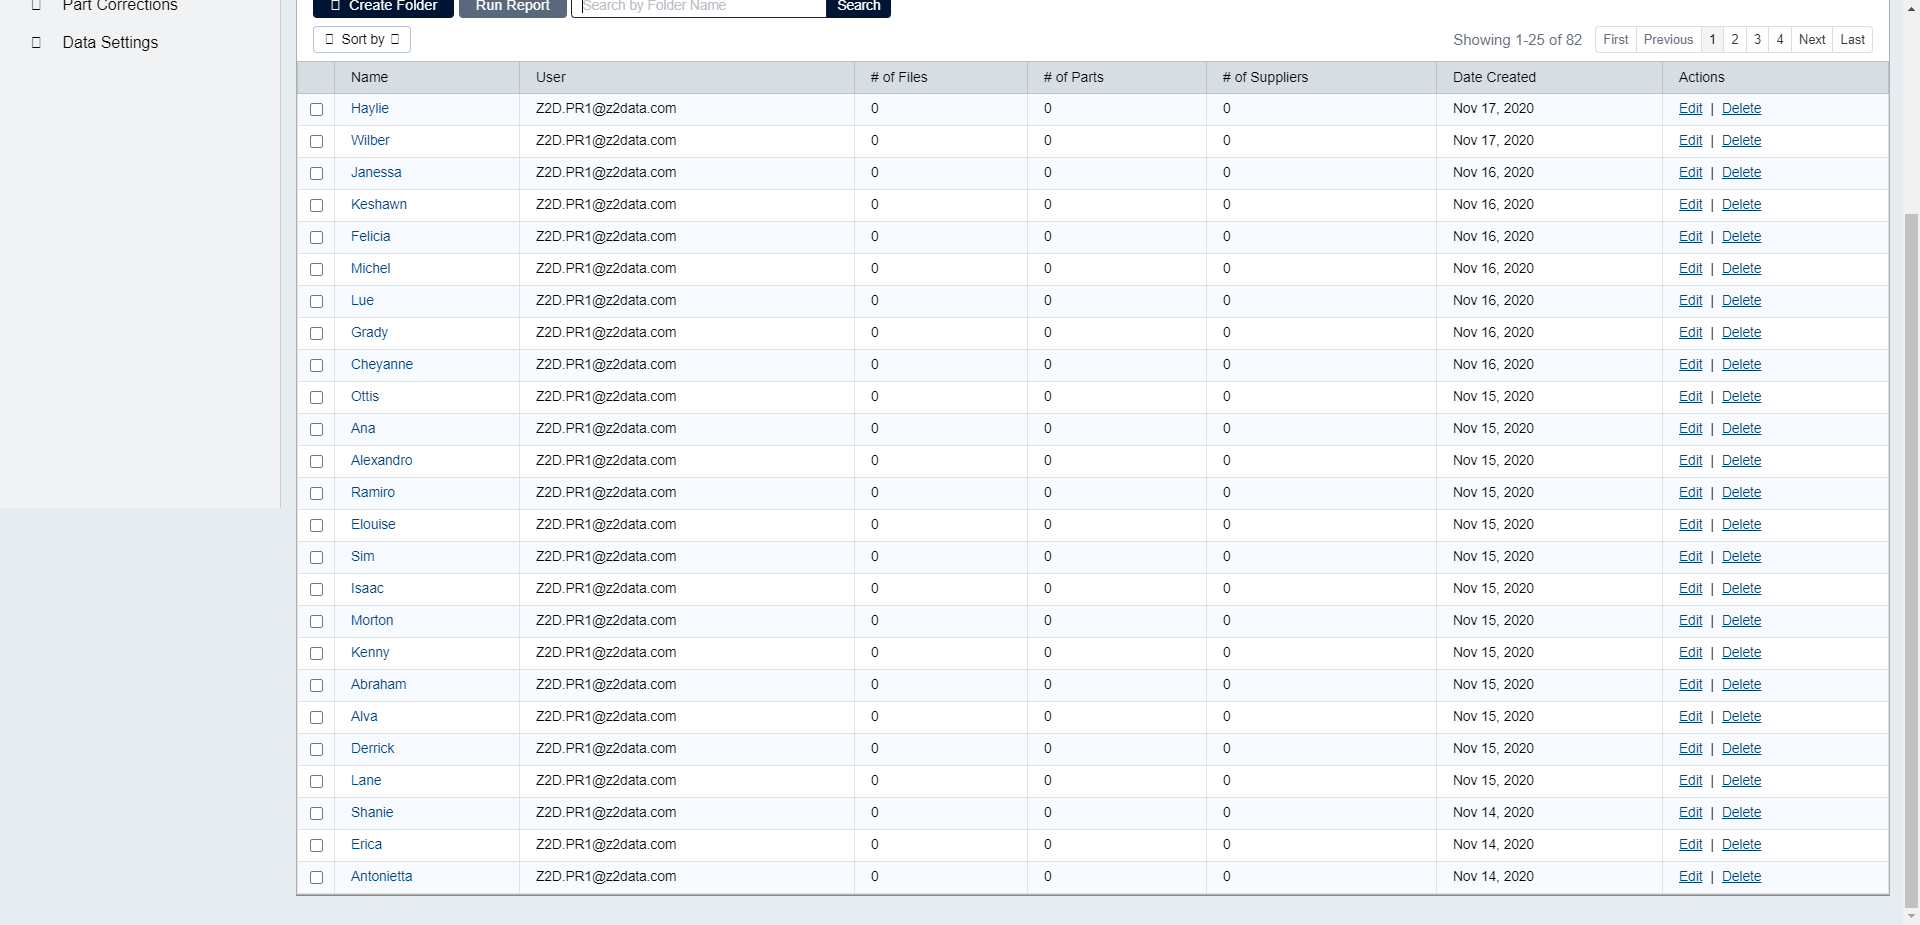 Part Corrections
Data Settings
Create Folder Run Report Search by Folder Name Search
Sort by Showing 1-25 of 82 First Previous 1 2 3 4 Next Last
Name User # of Files # of Parts # of Suppliers Date Created Actions
Haylie Z2D.PR1@z2data.com 0 0 0 Nov 17, 2020 Edit | Delete
Wilber Z2D.PR1@z2data.com 0 0 0 Nov 17, 2020 Edit | Delete
Janessa Z2D.PR1@z2data.com 0 0 0 Nov 16, 2020 Edit | Delete
Keshawn Z2D.PR1@z2data.com 0 0 0 Nov 16, 2020 Edit | Delete
Felicia Z2D.PR1@z2data.com 0 0 0 Nov 16, 2020 Edit | Delete
Michel Z2D.PR1@z2data.com 0 0 0 Nov 16, 2020 Edit | Delete
Lue Z2D.PR1@z2data.com 0 0 0 Nov 16, 2020 Edit | Delete
Grady Z2D.PR1@z2data.com 0 0 0 Nov 16, 2020 Edit | Delete
Cheyanne Z2D.PR1@z2data.com 0 0 0 Nov 16, 2020 Edit | Delete
Ottis Z2D.PR1@z2data.com 0 0 0 Nov 15, 2020 Edit | Delete
Ana Z2D.PR1@z2data.com 0 0 0 Nov 15, 2020 Edit | Delete
Alexandro Z2D.PR1@z2data.com 0 0 0 Nov 15, 2020 Edit | Delete
Ramiro Z2D.PR1@z2data.com 0 0 0 Nov 15, 2020 Edit | Delete
Elouise Z2D.PR1@z2data.com 0 0 0 Nov 15, 2020 Edit | Delete
Sim Z2D.PR1@z2data.com 0 0 0 Nov 15, 2020 Edit | Delete
Isaac Z2D.PR1@z2data.com 0 0 0 Nov 15, 2020 Edit | Delete
Morton Z2D.PR1@z2data.com 0 0 0 Nov 15, 2020 Edit | Delete
Kenny Z2D.PR1@z2data.com 0 0 0 Nov 15, 2020 Edit | Delete
Abraham Z2D.PR1@z2data.com 0 0 0 Nov 15, 2020 Edit | Delete
Alva Z2D.PR1@z2data.com 0 0 0 Nov 15, 2020 Edit | Delete
Derrick Z2D.PR1@z2data.com 0 0 0 Nov 15, 2020 Edit | Delete
Lane Z2D.PR1@z2data.com 0 0 0 Nov 15, 2020 Edit | Delete
Shanie Z2D.PR1@z2data.com 0 0 0 Nov 14, 2020 Edit | Delete
Erica Z2D.PR1@z2data.com 0 0 0 Nov 14, 2020 Edit | Delete
Antonietta Z2D.PR1@z2data.com 0 0 0 Nov 14, 2020 Edit | Delete